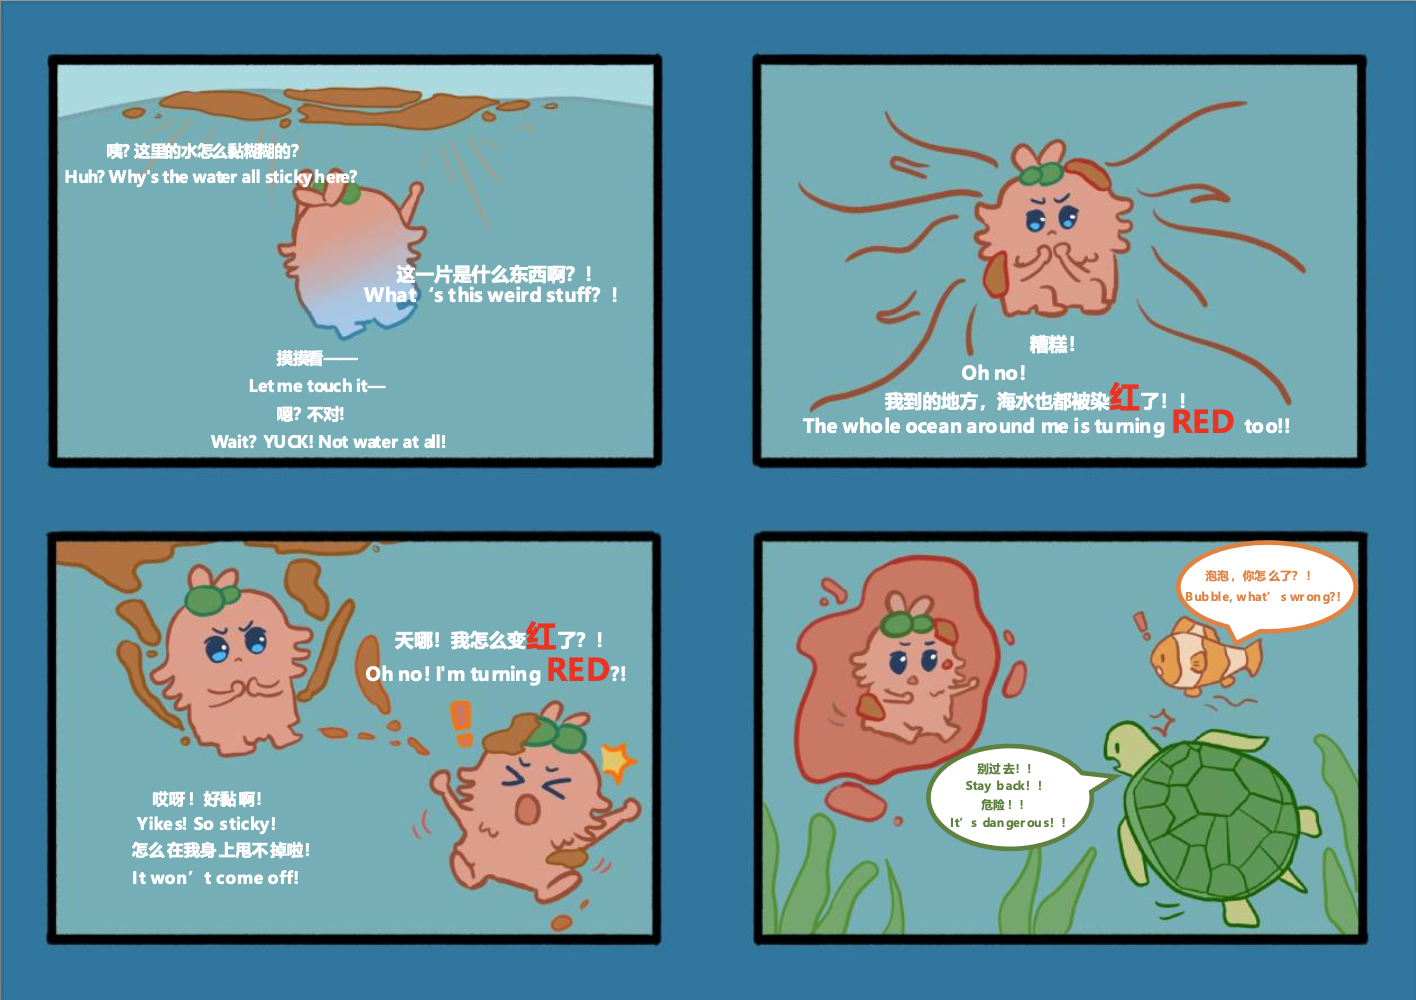 咦？这里的水怎么黏糊糊的？
Huh? Why's the water all sticky here?
这一片是什么东西啊？！
What‘s this weird stuff?！
摸摸看——
Let me touch it—
嗯？不对!
Wait? YUCK! Not water at all!
糟糕！
Oh no!
我到的地方，海水也都被染红了！！
The whole ocean around me is turning RED too!!
天哪！我怎么变红了？！
Oh no! I'm turning RED?!
哎呀！好黏啊！
Yikes! So sticky!
怎么在我身上甩不掉啦！
It won’t come off!
泡泡，你怎么了？！
Bubble, what’s wrong?!
别过去！！
Stay back！！
危险！！
It’s dangerous！！